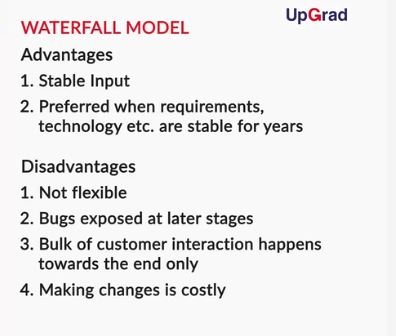 UpGrad
WATERFALL MODEL
Advantages
1. Stable Input
2. Preferred when requirements,
technology etc. are stable for years
Disadvantages
1. Not flexible
2. Bugs exposed at later stages
3. Bulk of customer interaction happens
towards the end only
4. Making changes is costly